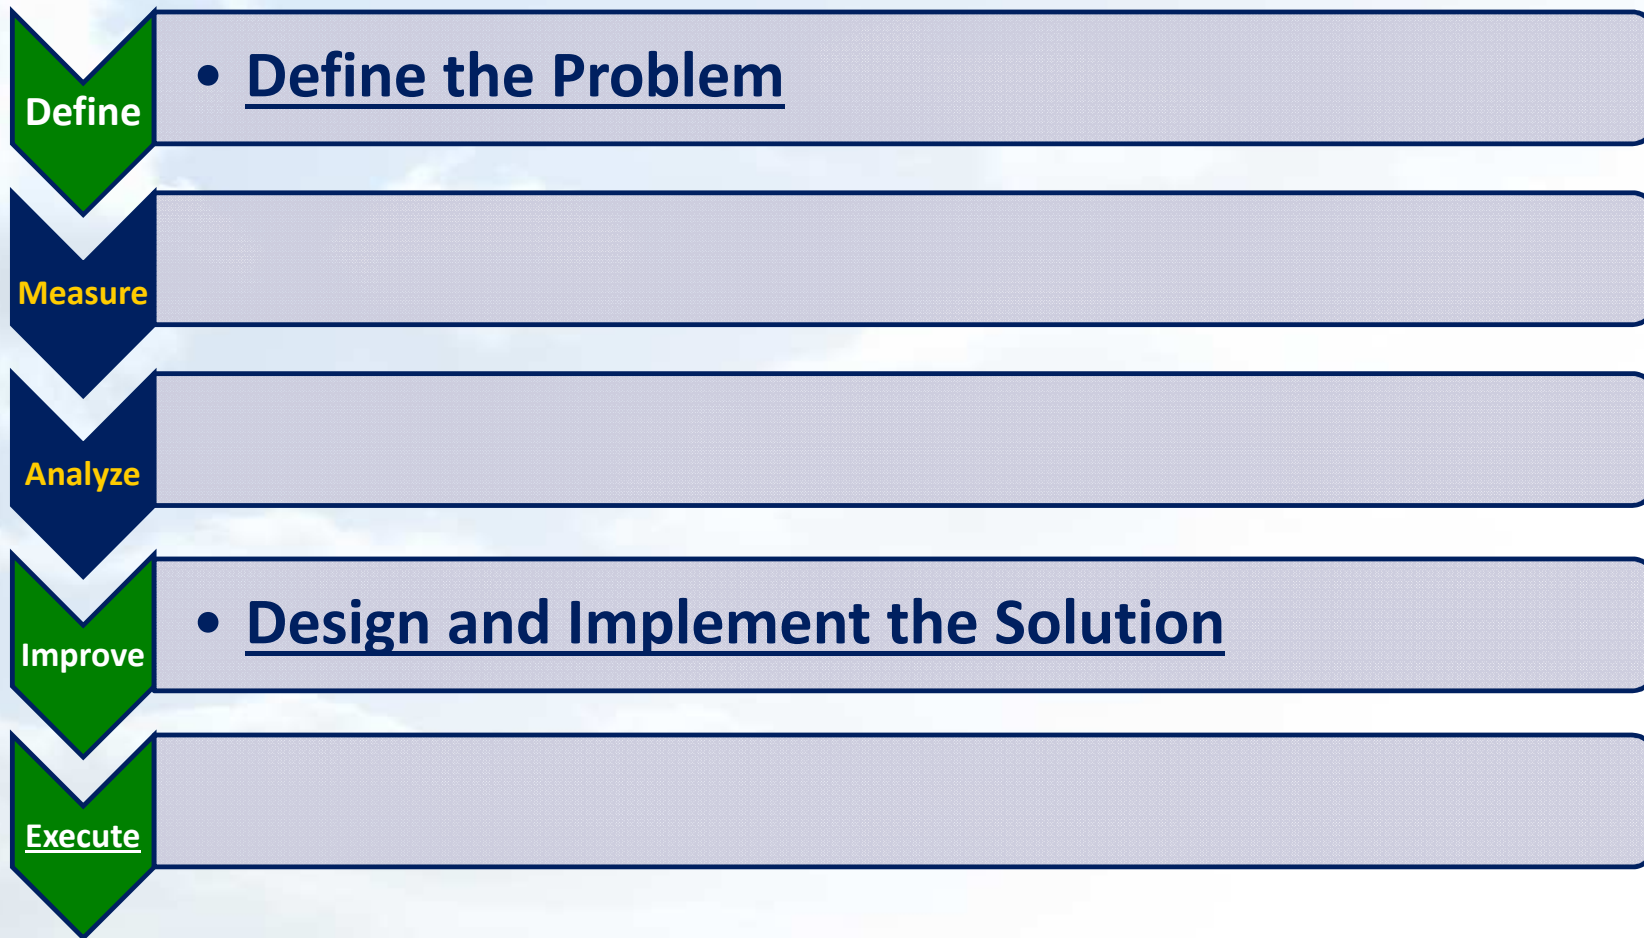 Define
• Define the Problem
Measure
Analyze
Improve
• Design and Implement the Solution
Execute